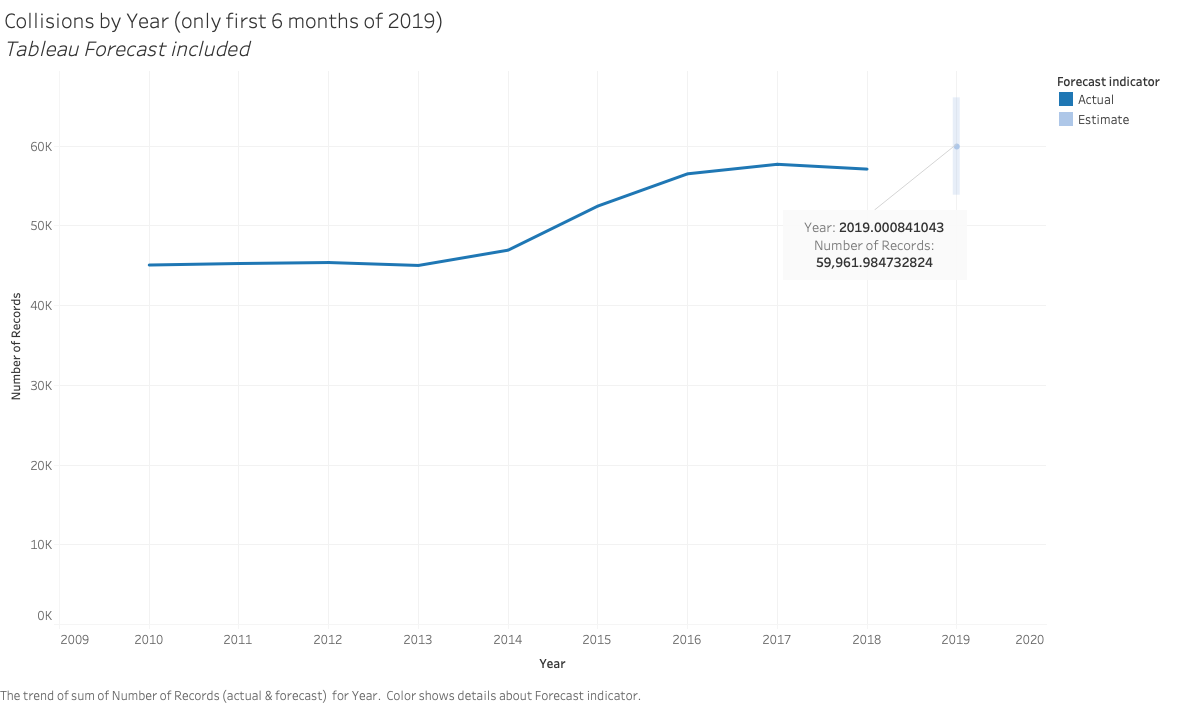 Collisions by Year (only first 6 months of 2019)
Tableau Forecast included
Forecast indicator
Actual
Estimate
60K
50K
40K
30K
20K
10K
0K
Number of Records
Year: 2019.000841043
Number of Records:
59,961.984732824
2009 2010 2011 2012 2013 2014 2015 2016 2017 2018 2019 2020
Year
The trend of sum of Number of Records (actual & forecast) for Year. Color shows details about Forecast indicator.